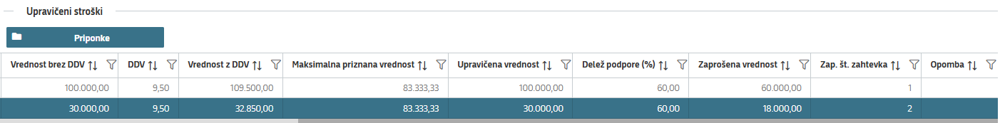 Upravičeni stroški
Priponke
Vrednost brez DDV DDV Vrednost z DDV Maksimalna priznana vrednost Upravičena vrednost Delež podpore (%) Zaprošena vrednost Zap. št. zahtevka Opomba
100.000,00 9,50 109.500,00 83.333,33 100.000,00 60,00 60.000,00 1
30.000,00 9,50 32.850,00 83.333,33 30.000,00 60,00 18.000,00 2